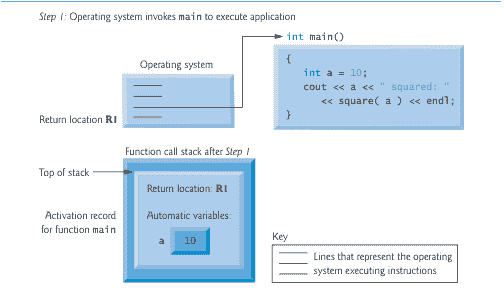 Step 1: Operating system invokes main to execute application
int main()
Operating system
{
int a = 10;
cout << a << " squared: "
<< square( a ) << endl;
}
Return location R1
Function call stack after Step 1
Top of stack
Return location: R1
Activation record
for function main
Automatic variables:
a 10
Key
Lines that represent the operating
system executing instructions